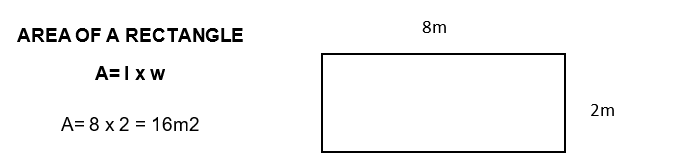 AREA OF A RECTANGLE
A= l x w
A= 8 x 2 = 16m2
8m
2m